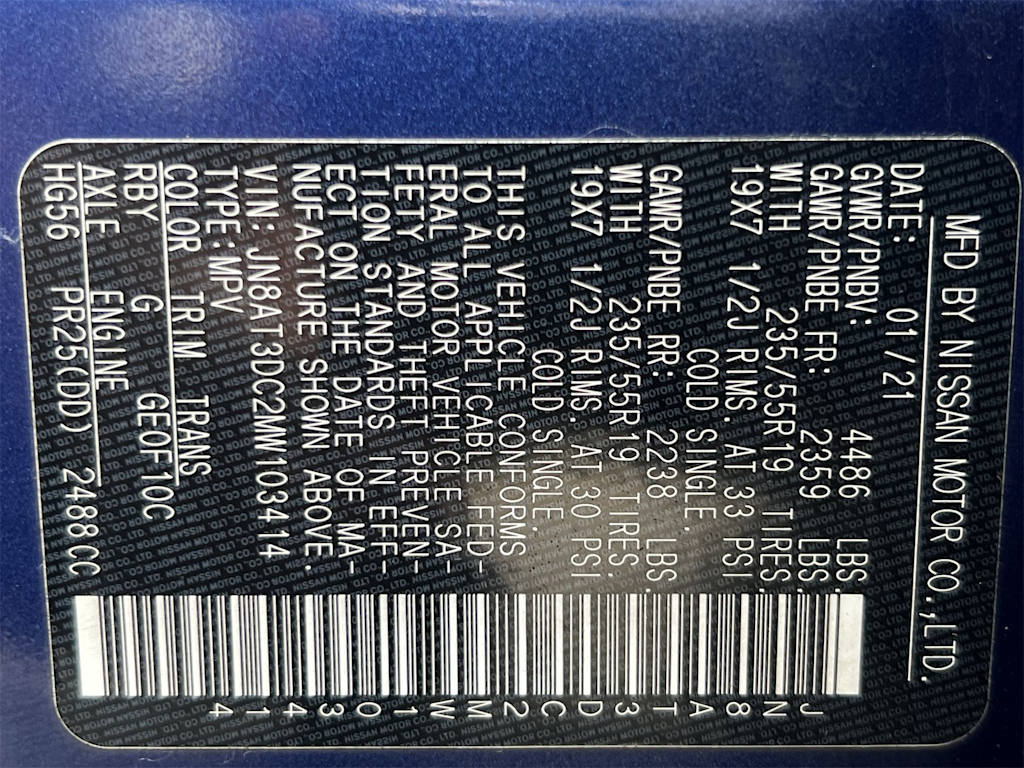 MFD BY NISSAN MOTOR CO.,LTD.
DATE: 01/21
GVWR/PNBV: 4486 LBS.
GAWR/PNBE FR: 2359 LBS.
WITH 235/55R19 TIRES.
COLD SINGLE.
19X7 1/2J RIMS. AT 33 PSI
GAWR/PNBE RR: 2238 LBS.
WITH 235/55R19 TIRES.
19X7 1/2J RIMS. AT 30 PSI
COLD SINGLE.
THIS VEHICLE CONFORMS
TO ALL APPLICABLE FED-
ERAL MOTOR VEHICLE SA-
FETY AND THEFT PREVEN-
TION STANDARDS IN EFF-
ECT ON THE DATE OF MA-
NUFACTURE SHOWN ABOVE.
VIN: JN8AT3DC2MW103414
TYPE:MPV
COLOR TRIM TRANS
RBY G GE0F10C
AXLE ENGINE
HG56 PR25(DD) 2488CC
JN8AT3DC2MW103414